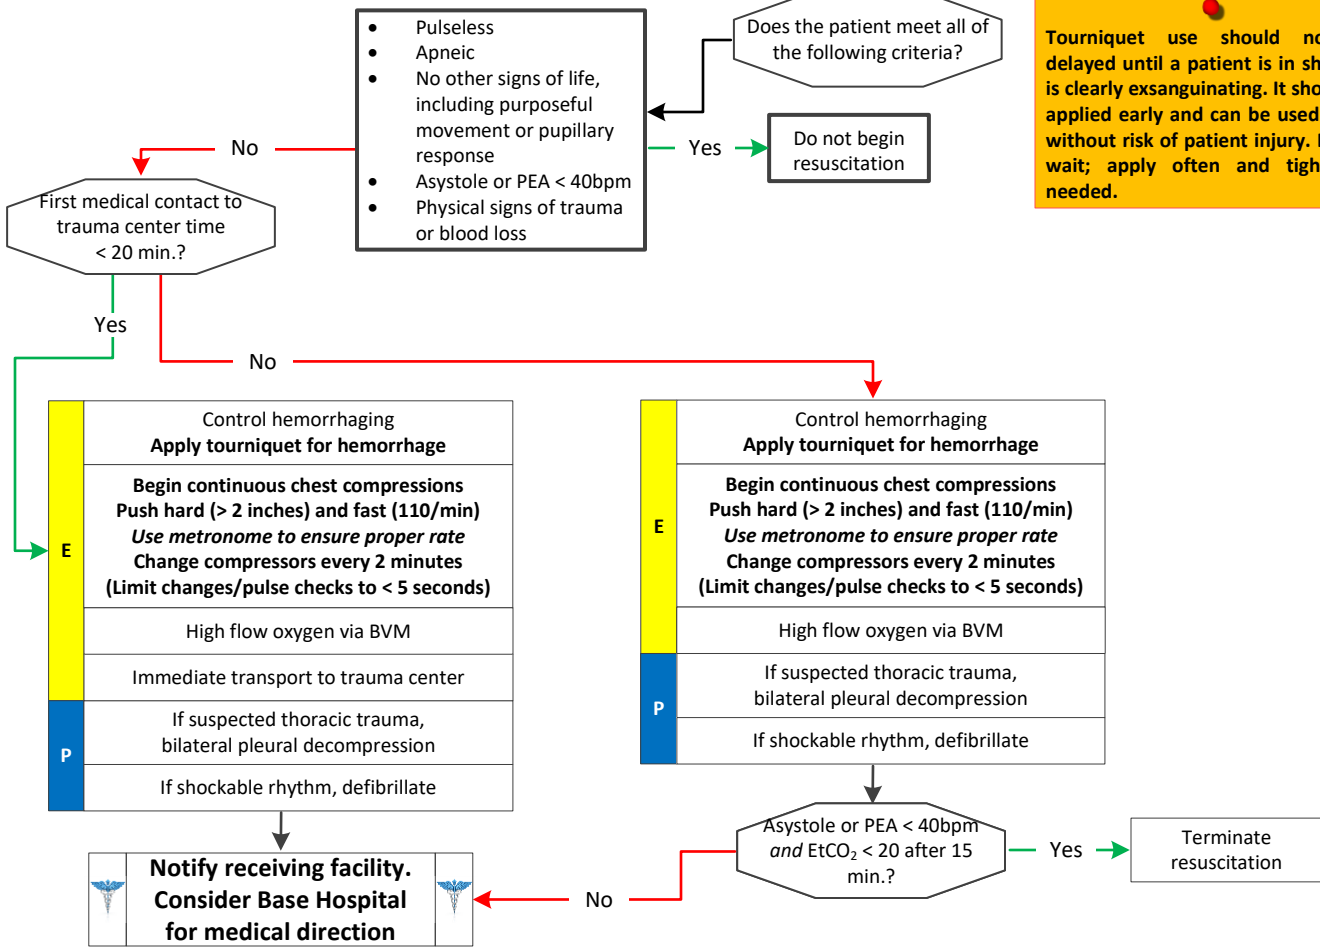 Does the patient meet all of
the following criteria?
• Pulseless
• Apneic
• No other signs of life,
including purposeful
movement or pupillary
response
• Asystole or PEA < 40bpm
• Physical signs of trauma
or blood loss
Yes
Do not begin
resuscitation
Tourniquet use should
delayed until a patient is in
is clearly exsanguinating. It
applied early and can be used
without risk of patient injury.
wait; apply often and
needed.
No
First medical contact to
trauma center time
< 20 min.?
Yes
No
E
Control hemorrhaging
Apply tourniquet for hemorrhage
Begin continuous chest compressions
Push hard (> 2 inches) and fast (110/min)
Use metronome to ensure proper rate
Change compressors every 2 minutes
(Limit changes/pulse checks to < 5 seconds)
High flow oxygen via BVM
Immediate transport to trauma center
P
If suspected thoracic trauma,
bilateral pleural decompression
If shockable rhythm, defibrillate
E
Control hemorrhaging
Apply tourniquet for hemorrhage
Begin continuous chest compressions
Push hard (> 2 inches) and fast (110/min)
Use metronome to ensure proper rate
Change compressors every 2 minutes
(Limit changes/pulse checks to < 5 seconds)
High flow oxygen via BVM
P
If suspected thoracic trauma,
bilateral pleural decompression
If shockable rhythm, defibrillate
Asystole or PEA < 40bpm
and EtCO₂ < 20 after 15
min.?
Yes
Terminate
resuscitation
No
Notify receiving facility.
Consider Base Hospital
for medical direction